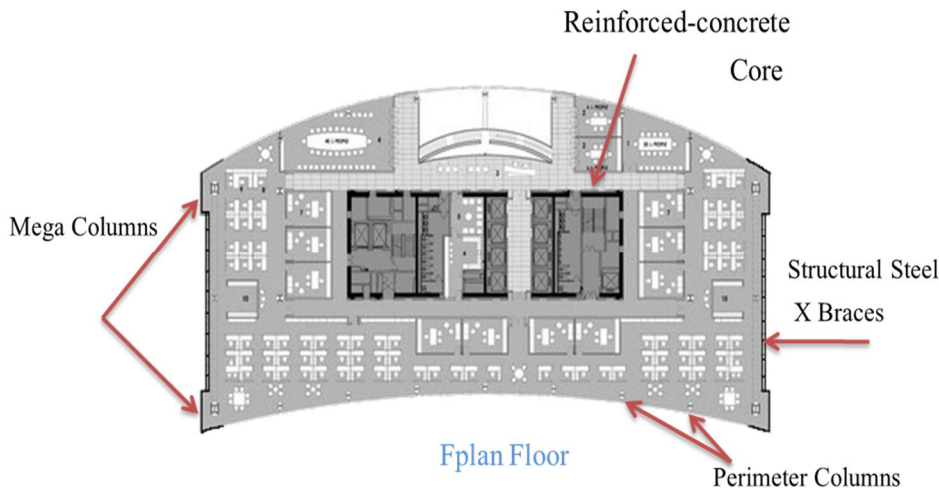 Reinforced-concrete
Core
Mega Columns
Structural Steel
X Braces
Fplan Floor
Perimeter Columns